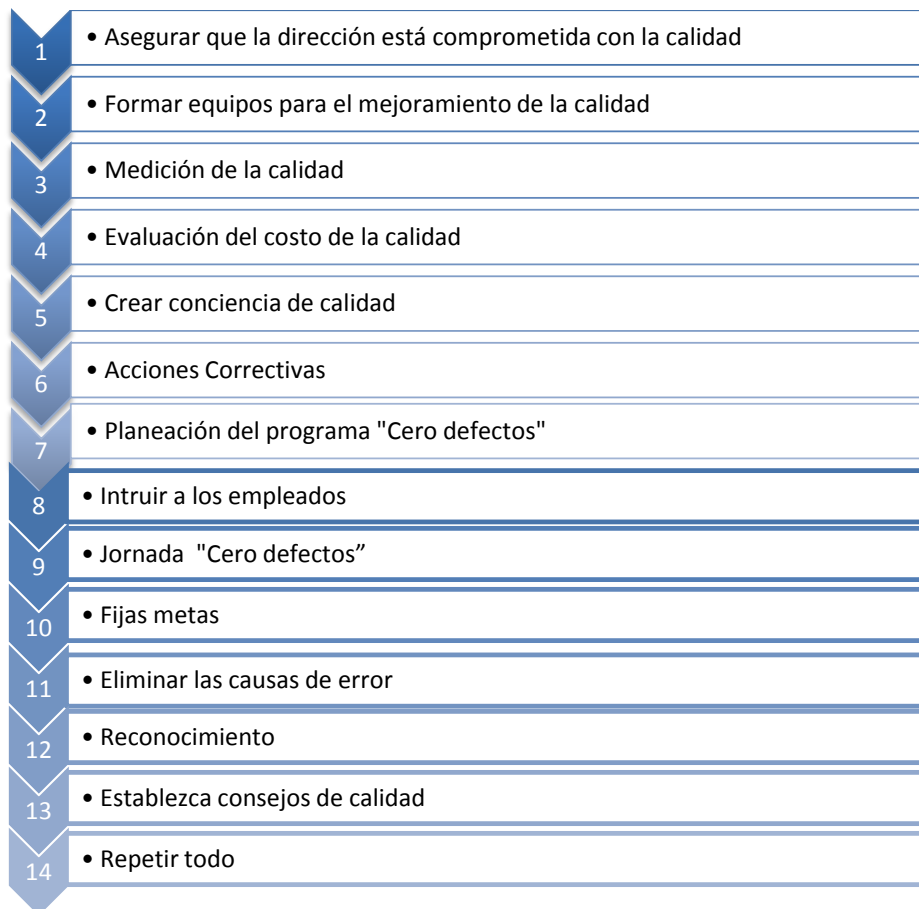 1 • Asegurar que la dirección está comprometida con la calidad
2 • Formar equipos para el mejoramiento de la calidad
3 • Medición de la calidad
4 • Evaluación del costo de la calidad
5 • Crear conciencia de calidad
6 • Acciones Correctivas
7 • Planeación del programa "Cero defectos"
8 • Intruir a los empleados
9 • Jornada "Cero defectos”
10 • Fijas metas
11 • Eliminar las causas de error
12 • Reconocimiento
13 • Establezca consejos de calidad
14 • Repetir todo